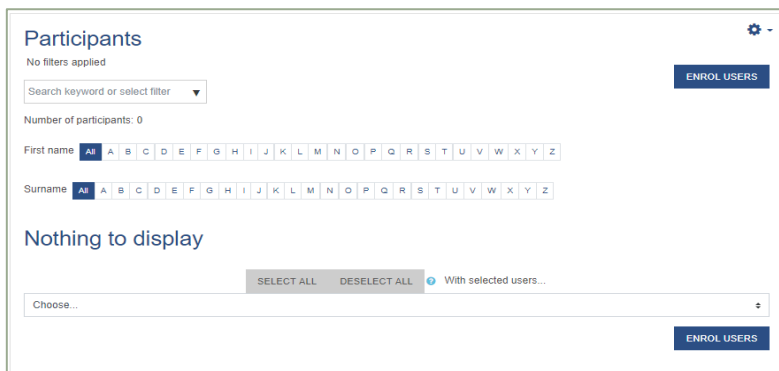 Participants
No filters applied
ENROL USERS
Search keyword or select filter ▼
Number of participants: 0
First name All A B C D E F G H I J K L M N O P Q R S T U V W X Y Z
Surname All A B C D E F G H I J K L M N O P Q R S T U V W X Y Z
Nothing to display
SELECT ALL DESELECT ALL ? With selected users...
Choose...
ENROL USERS